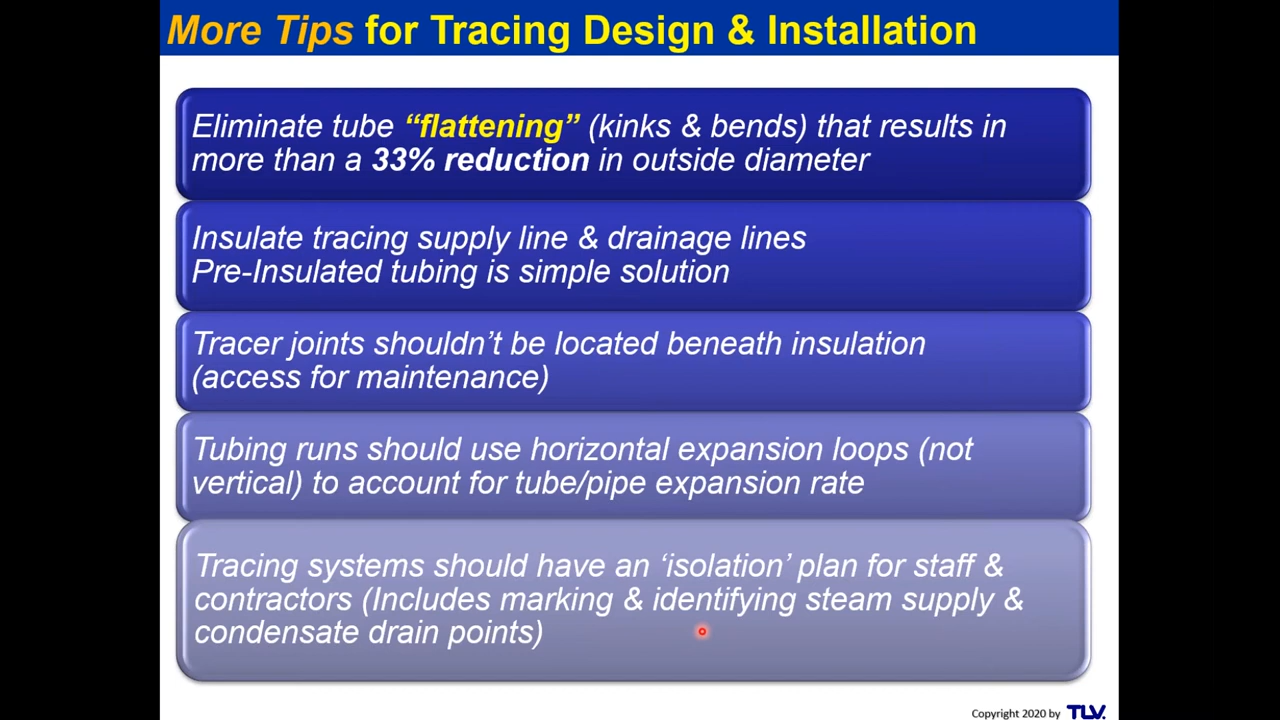 More Tips for Tracing Design & Installation
Eliminate tube “flattening” (kinks & bends) that results in
more than a 33% reduction in outside diameter
Insulate tracing supply line & drainage lines
Pre-Insulated tubing is simple solution
Tracer joints shouldn’t be located beneath insulation
(access for maintenance)
Tubing runs should use horizontal expansion loops (not
vertical) to account for tube/pipe expansion rate
Tracing systems should have an ‘isolation’ plan for staff &
contractors (Includes marking & identifying steam supply &
condensate drain points)
Copyright 2020 by TLV.